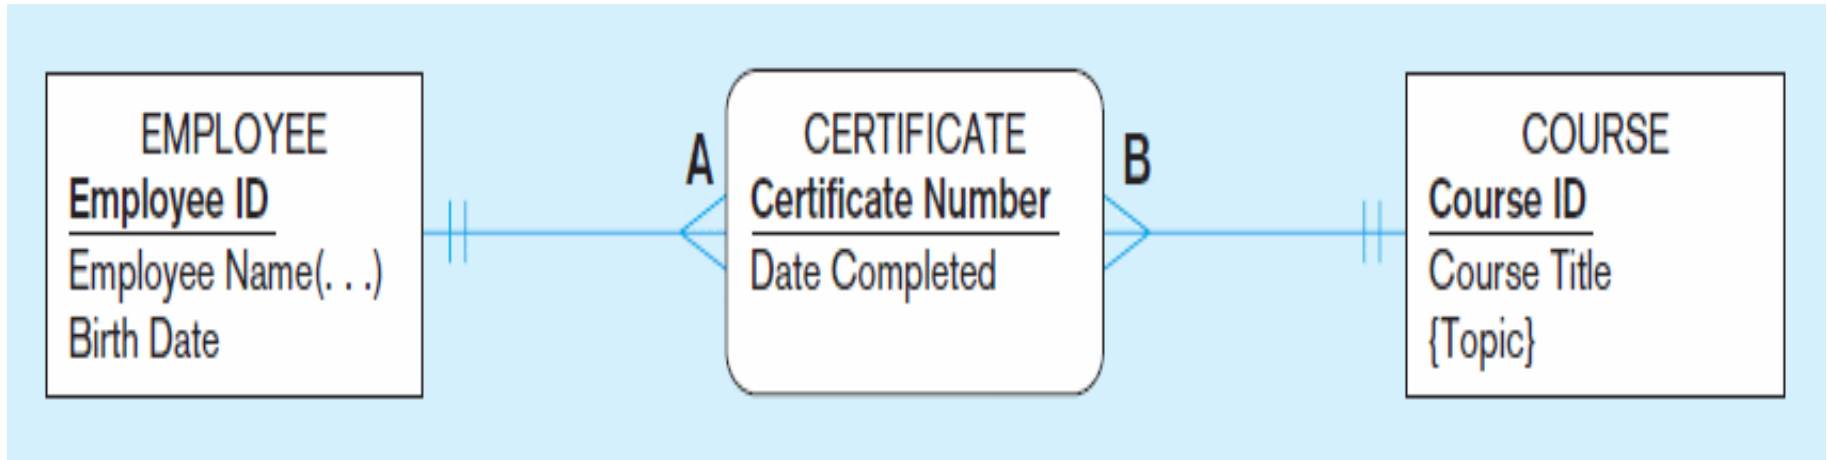 EMPLOYEE
Employee ID
Employee Name(. . .)
Birth Date
A
CERTIFICATE
Certificate Number
Date Completed
B
COURSE
Course ID
Course Title
{Topic}